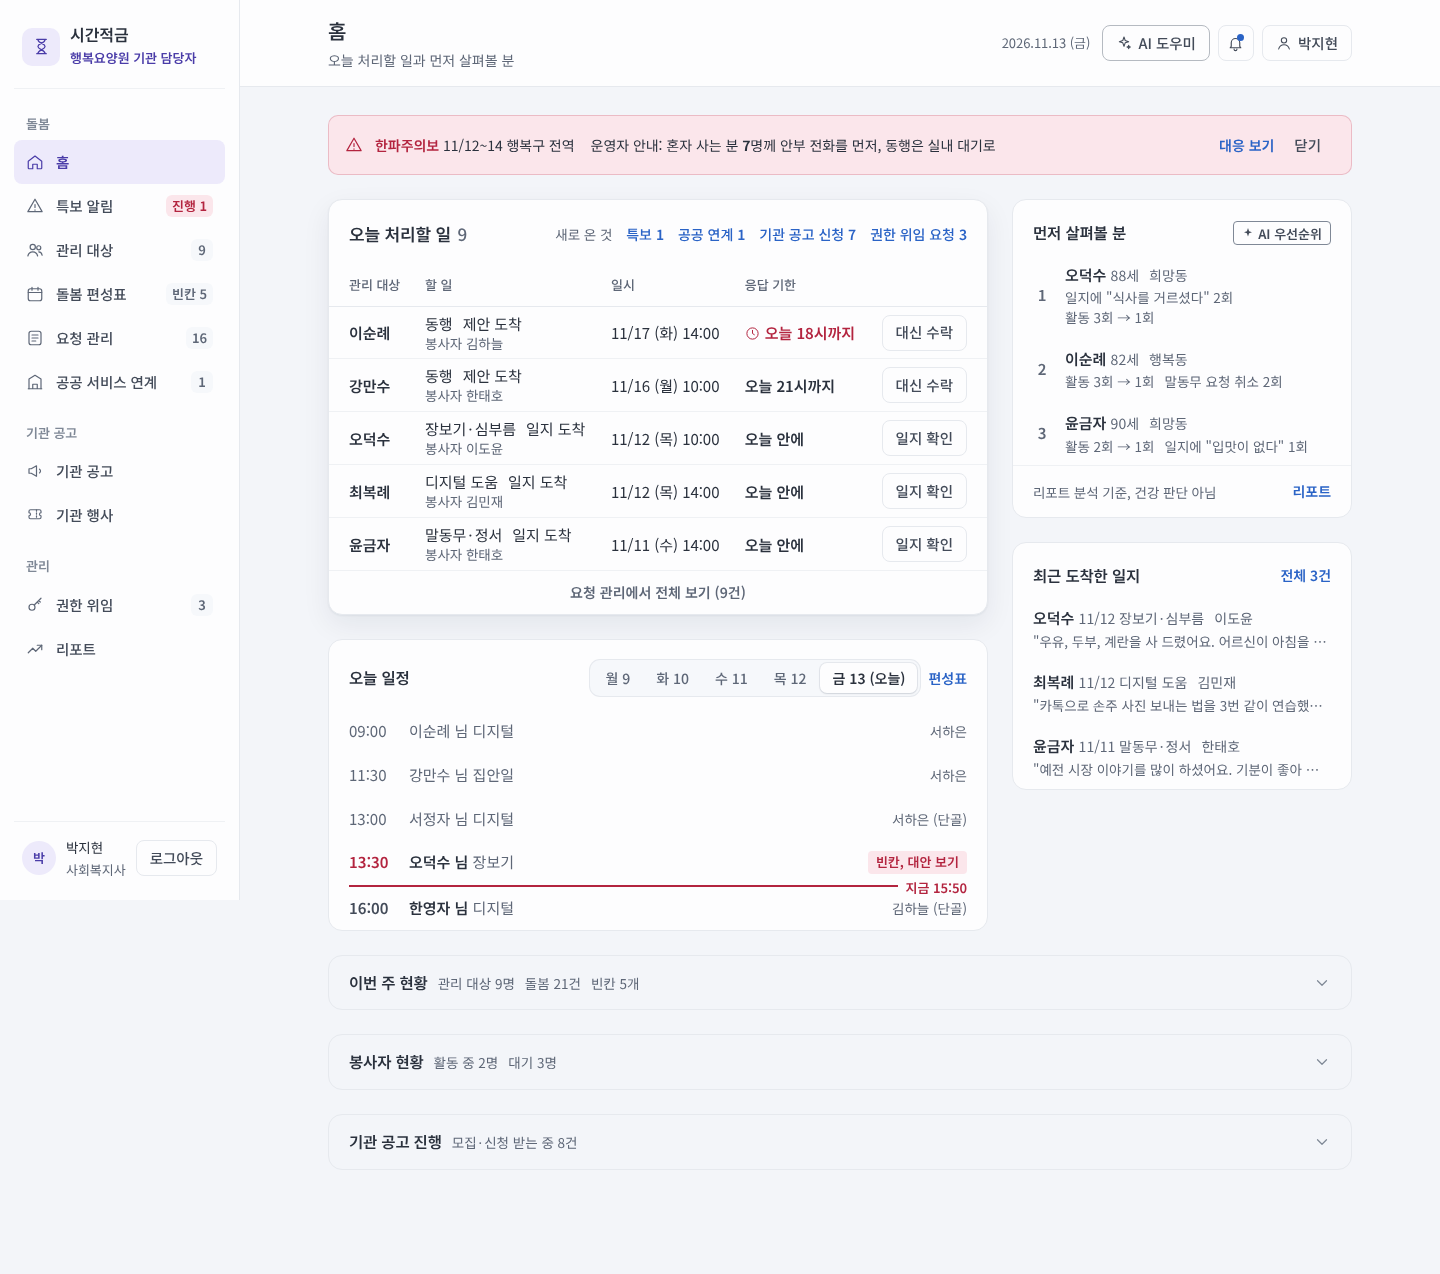 시간적금
행복요양원 기관 담당자
돌봄
홈
특보 알림 진행 1
관리 대상 9
돌봄 편성표 빈칸 5
요청 관리 16
공공 서비스 연계 1
기관 공고
기관 공고
기관 행사
관리
권한 위임 3
리포트
박 박지현
사회복지사
로그아웃
홈
오늘 처리할 일과 먼저 살펴볼 분
2026.11.13 (금) AI 도우미 박지현
한파주의보 11/12~14 행복구 전역 운영자 안내: 혼자 사는 분 7명께 안부 전화를 먼저, 동행은 실내 대기로 대응 보기 닫기
오늘 처리할 일 9 새로 온 것 특보 1 공공 연계 1 기관 공고 신청 7 권한 위임 요청 3
관리 대상 할 일 일시 응답 기한
이순례 동행 제안 도착 11/17 (화) 14:00 오늘 18시까지 대신 수락
봉사자 김하늘
강만수 동행 제안 도착 11/16 (월) 10:00 오늘 21시까지 대신 수락
봉사자 한태호
오덕수 장보기·심부름 일지 도착 11/12 (목) 10:00 오늘 안에 일지 확인
봉사자 이도윤
최복례 디지털 도움 일지 도착 11/12 (목) 14:00 오늘 안에 일지 확인
봉사자 김민재
윤금자 말동무·정서 일지 도착 11/11 (수) 14:00 오늘 안에 일지 확인
봉사자 한태호
요청 관리에서 전체 보기 (9건)
먼저 살펴볼 분 AI 우선순위
1 오덕수 88세 희망동
일지에 "식사를 거르셨다" 2회
활동 3회 → 1회
2 이순례 82세 행복동
활동 3회 → 1회 말동무 요청 취소 2회
3 윤금자 90세 희망동
활동 2회 → 1회 일지에 "입맛이 없다" 1회
리포트 분석 기준, 건강 판단 아님 리포트
오늘 일정 월 9 화 10 수 11 목 12 금 13 (오늘) 편성표
09:00 이순례 님 디지털 서하은
11:30 강만수 님 집안일 서하은
13:00 서정자 님 디지털 서하은 (단골)
13:30 오덕수 님 장보기 빈칸, 대안 보기
지금 15:50
16:00 한영자 님 디지털 김하늘 (단골)
최근 도착한 일지 전체 3건
오덕수 11/12 장보기·심부름 이도윤
"우유, 두부, 계란을 사 드렸어요. 어르신이 아침을 …
최복례 11/12 디지털 도움 김민재
"카톡으로 손주 사진 보내는 법을 3번 같이 연습했…
윤금자 11/11 말동무·정서 한태호
"예전 시장 이야기를 많이 하셨어요. 기분이 좋아 …
이번 주 현황 관리 대상 9명 돌봄 21건 빈칸 5개
봉사자 현황 활동 중 2명 대기 3명
기관 공고 진행 모집·신청 받는 중 8건